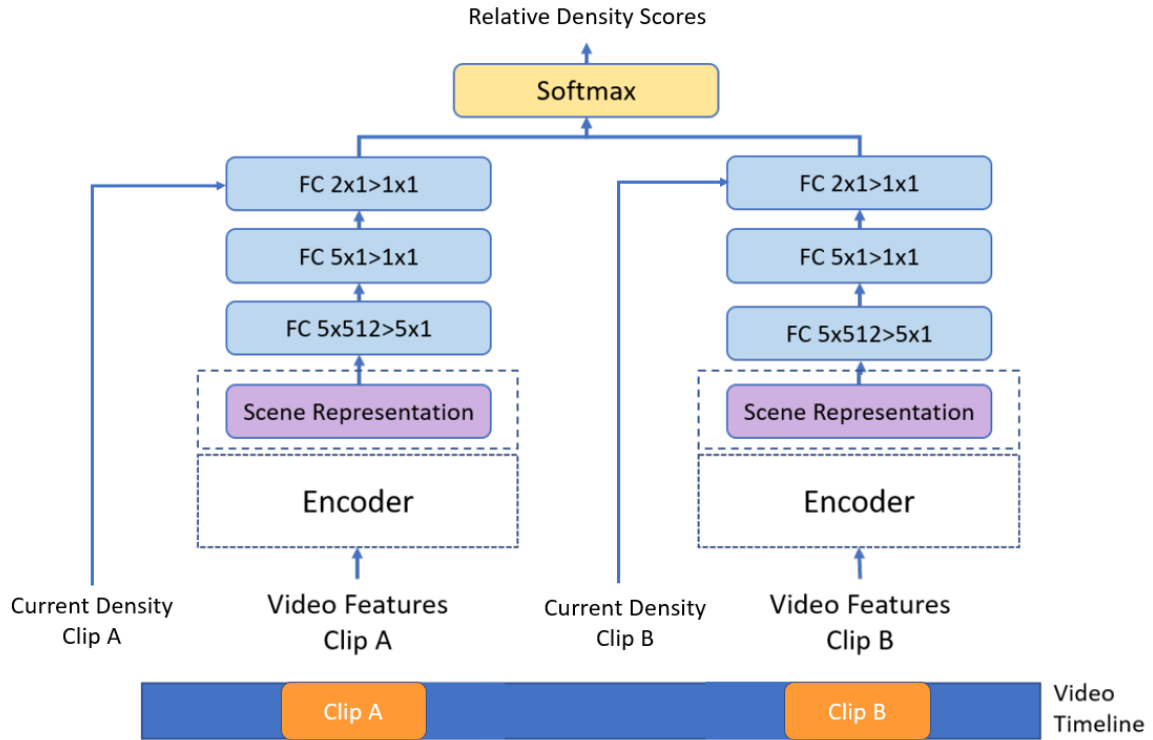 Relative Density Scores
Softmax
FC 2x1>1x1
FC 2x1>1x1
FC 5x1>1x1
FC 5x1>1x1
FC 5x512>5x1
FC 5x512>5x1
Scene Representation
Scene Representation
Encoder
Encoder
Current Density
Clip A
Video Features
Clip A
Current Density
Clip B
Video Features
Clip B
Clip A
Clip B
Video
Timeline